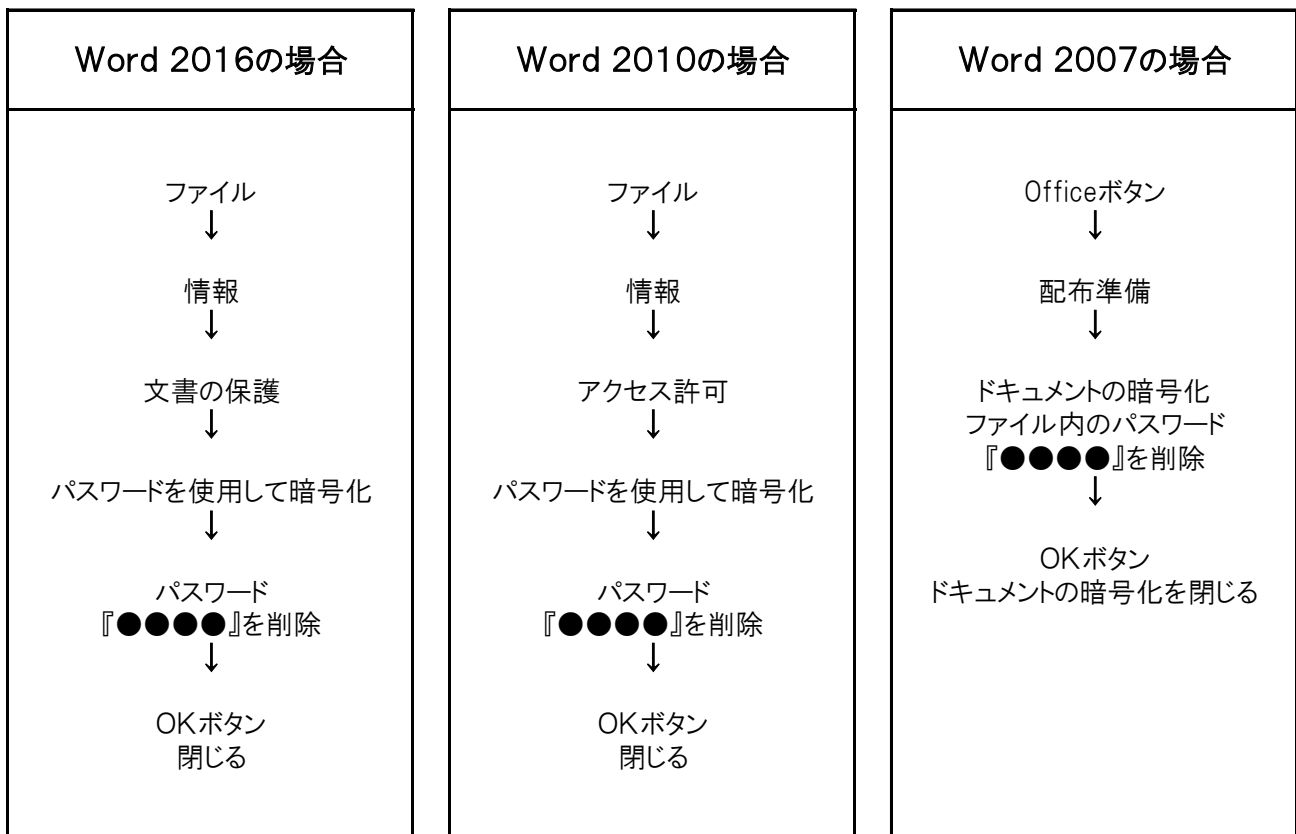 Word 2016の場合
ファイル
↓
情報
↓
文書の保護
↓
パスワードを使用して暗号化
↓
パスワード
『●●●●』を削除
↓
OKボタン
閉じる
Word 2010の場合
ファイル
↓
情報
↓
アクセス許可
↓
パスワードを使用して暗号化
↓
パスワード
『●●●●』を削除
↓
OKボタン
閉じる
Word 2007の場合
Officeボタン
↓
配布準備
↓
ドキュメントの暗号化
ファイル内のパスワード
『●●●●』を削除
↓
OKボタン
ドキュメントの暗号化を閉じる